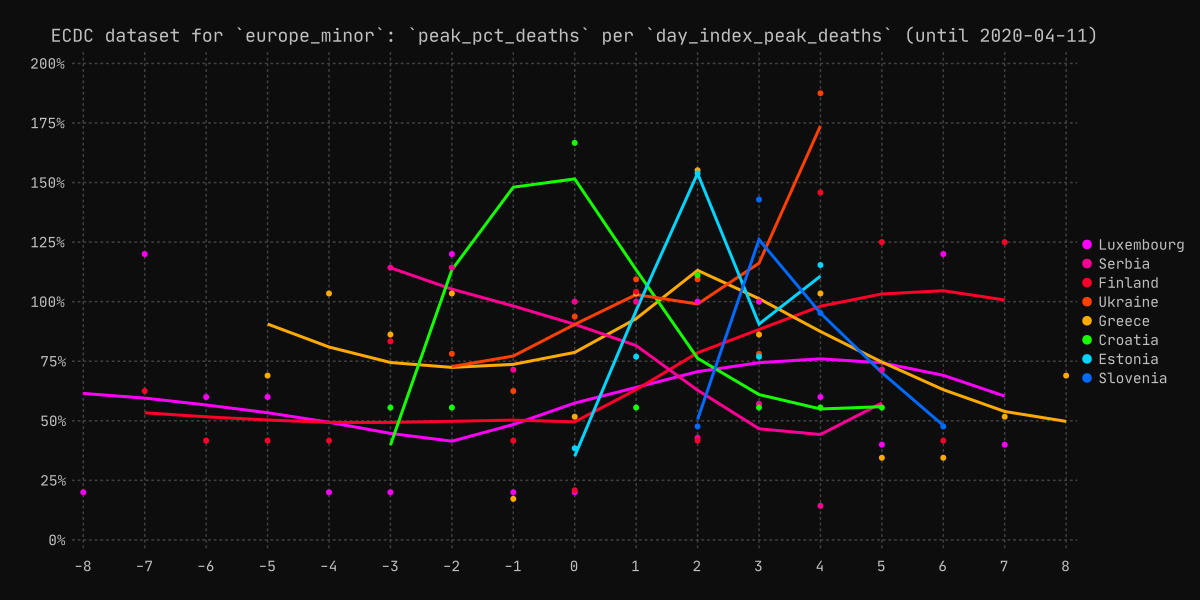 ECDC dataset for `europe_minor`: `peak_pct_deaths` per `day_index_peak_deaths` (until 2020-04-11)
200%
175%
150%
125%
100%
75%
50%
25%
0%
-8 -7 -6 -5 -4 -3 -2 -1 0 1 2 3 4 5 6 7 8
Luxembourg
Serbia
Finland
Ukraine
Greece
Croatia
Estonia
Slovenia